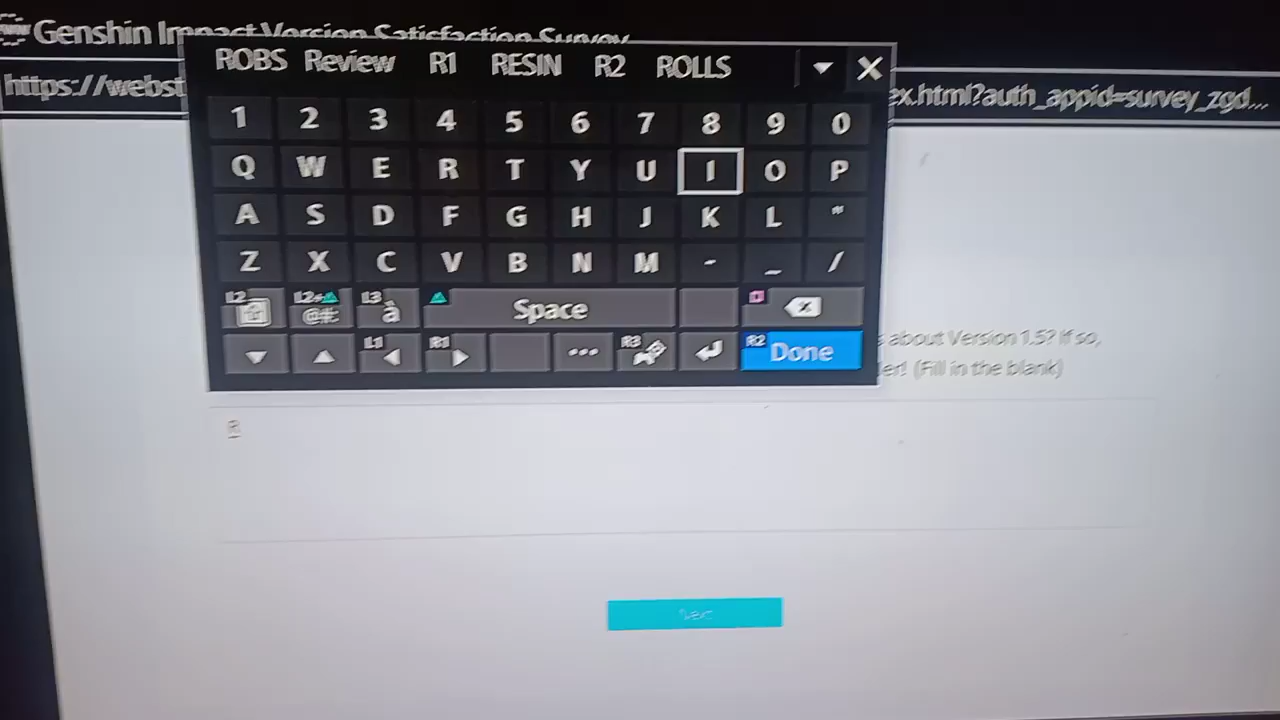 Genshin Impact Version Satisfaction Survey
https://webst
ex.html?auth_appid=survey_zgd...
ROBS Review R1 RESIN R2 ROLLS
1 2 3 4 5 6 7 8 9 0
Q W E R T Y U I O P
A S D F G H J K L "
Z X C V B N M - _ /
L2 L2+▲ @#: L3 à ▲ Space
L1 ◀ R1 ▶ ... R3 R2 Done
s about Version 1.5? If so,
er! (Fill in the blank)
R
Next